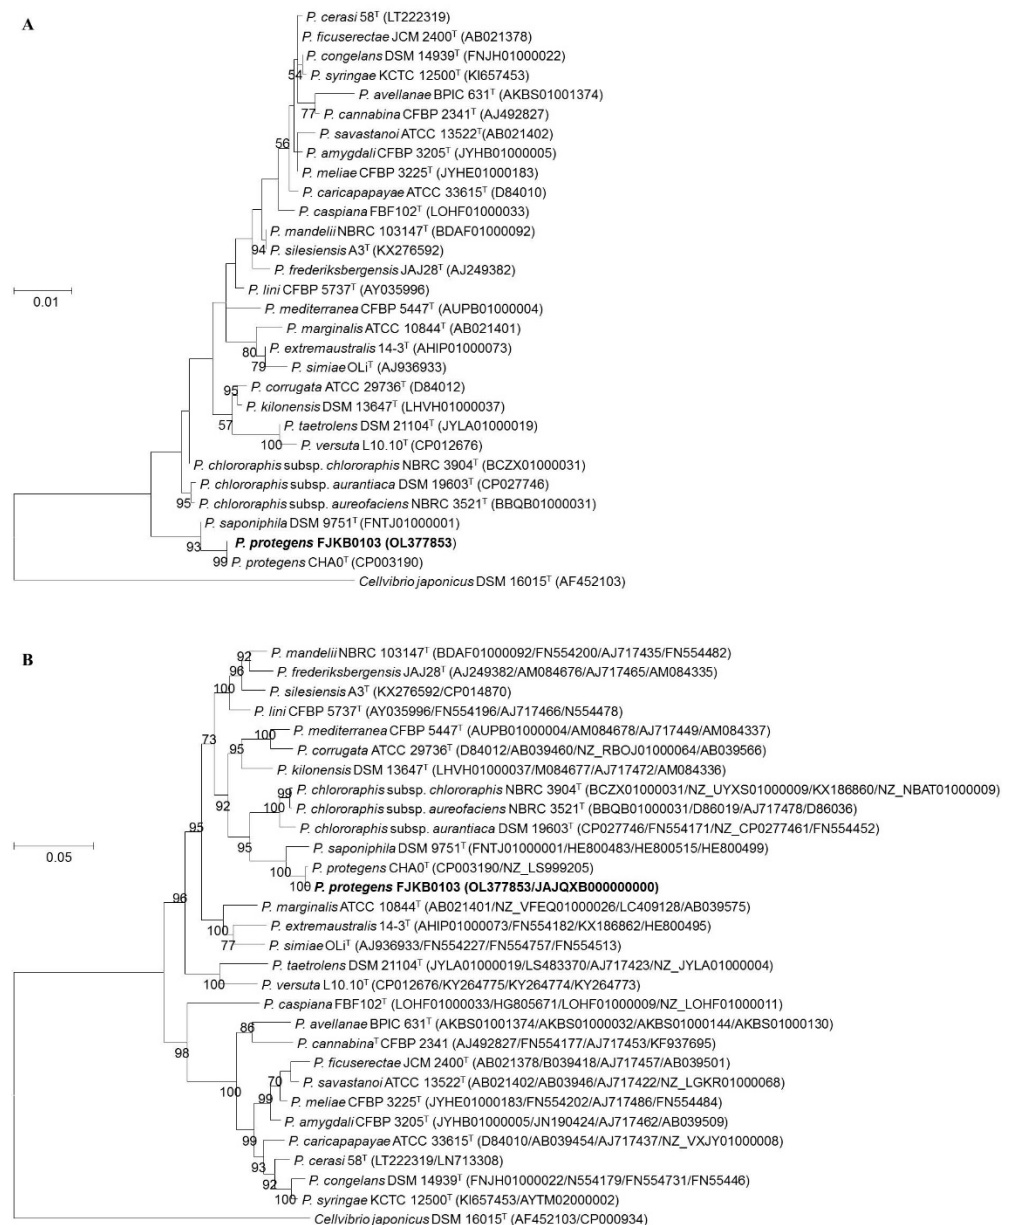 A
P. cerasi 58ᵀ (LT222319)
P. ficuserectae JCM 2400ᵀ (AB021378)
P. congelans DSM 14939ᵀ (FNJH01000022)
54
P. syringae KCTC 12500ᵀ (KI657453)
P. avellanae BPIC 631ᵀ (AKBS01001374)
77
P. cannabina CFBP 2341ᵀ (AJ492827)
P. savastanoi ATCC 13522ᵀ(AB021402)
56
P. amygdali CFBP 3205ᵀ (JYHB01000005)
P. meliae CFBP 3225ᵀ (JYHE01000183)
P. caricapapayae ATCC 33615ᵀ (D84010)
P. caspiana FBF102ᵀ (LOHF01000033)
P. mandelii NBRC 103147ᵀ (BDAF01000092)
94
P. silesiensis A3ᵀ (KX276592)
P. frederiksbergensis JAJ28ᵀ (AJ249382)
P. lini CFBP 5737ᵀ (AY035996)
0.01
P. mediterranea CFBP 5447ᵀ (AUPB01000004)
P. marginalis ATCC 10844ᵀ (AB021401)
80
P. extremaustralis 14-3ᵀ (AHIP01000073)
79
P. simiae OLiᵀ (AJ936933)
95
P. corrugata ATCC 29736ᵀ (D84012)
P. kilonensis DSM 13647ᵀ (LHVH01000037)
57
P. taetrolens DSM 21104ᵀ (JYLA01000019)
100
P. versuta L10.10ᵀ (CP012676)
P. chlororaphis subsp. chlororaphis NBRC 3904ᵀ (BCZX01000031)
P. chlororaphis subsp. aurantiaca DSM 19603ᵀ (CP027746)
95
P. chlororaphis subsp. aureofaciens NBRC 3521ᵀ (BBQB01000031)
P. saponiphila DSM 9751ᵀ (FNTJ01000001)
93
P. protegens FJKB0103 (OL377853)
99
P. protegens CHA0ᵀ (CP003190)
Cellvibrio japonicus DSM 16015ᵀ (AF452103)
B
92
P. mandelii NBRC 103147ᵀ (BDAF01000092/FN554200/AJ717435/FN554482)
96
P. frederiksbergensis JAJ28ᵀ (AJ249382/AM084676/AJ717465/AM084335)
100
P. silesiensis A3ᵀ (KX276592/CP014870)
P. lini CFBP 5737ᵀ (AY035996/FN554196/AJ717466/N554478)
73
100
P. mediterranea CFBP 5447ᵀ (AUPB01000004/AM084678/AJ717449/AM084337)
95
P. corrugata ATCC 29736ᵀ (D84012/AB039460/NZ_RBOJ01000064/AB039566)
P. kilonensis DSM 13647ᵀ (LHVH01000037/M084677/AJ717472/AM084336)
99
P. chlororaphis subsp. chlororaphis NBRC 3904ᵀ (BCZX01000031/NZ_UYXS01000009/KX186860/NZ_NBAT01000009)
92
100
P. chlororaphis subsp. aureofaciens NBRC 3521ᵀ (BBQB01000031/D86019/AJ717478/D86036)
95
P. chlororaphis subsp. aurantiaca DSM 19603ᵀ (CP027746/FN554171/NZ_CP0277461/FN554452)
95
P. saponiphila DSM 9751ᵀ (FNTJ01000001/HE800483/HE800515/HE800499)
0.05
100
P. protegens CHA0ᵀ (CP003190/NZ_LS999205)
100
P. protegens FJKB0103 (OL377853/JAJQXB000000000)
96
P. marginalis ATCC 10844ᵀ (AB021401/NZ_VFEQ01000026/LC409128/AB039575)
100
P. extremaustralis 14-3ᵀ (AHIP01000073/FN554182/KX186862/HE800495)
77
P. simiae OLiᵀ (AJ936933/FN554227/FN554757/FN554513)
P. taetrolens DSM 21104ᵀ (JYLA01000019/LS483370/AJ717423/NZ_JYLA01000004)
100
P. versuta L10.10ᵀ (CP012676/KY264775/KY264774/KY264773)
P. caspiana FBF102ᵀ (LOHF01000033/HG805671/LOHF01000009/NZ_LOHF01000011)
86
P. avellanae BPIC 631ᵀ (AKBS01001374/AKBS01000032/AKBS01000144/AKBS01000130)
98
P. cannabinaᵀ CFBP 2341 (AJ492827/FN554177/AJ717453/KF937695)
P. ficuserectae JCM 2400ᵀ (AB021378/B039418/AJ717457/AB039501)
100
70
P. savastanoi ATCC 13522ᵀ (AB021402/AB03946/AJ717422/NZ_LGKR01000068)
99
P. meliae CFBP 3225ᵀ (JYHE01000183/FN554202/AJ717486/FN554484)
P. amygdali CFBP 3205ᵀ (JYHB01000005/JN190424/AJ717462/AB039509)
99
P. caricapapayae ATCC 33615ᵀ (D84010/AB039454/AJ717437/NZ_VXJY01000008)
93
P. cerasi 58ᵀ (LT222319/LN713308)
92
P. congelans DSM 14939ᵀ (FNJH01000022/N554179/FN554731/FN55446)
100
P. syringae KCTC 12500ᵀ (KI657453/AYTM02000002)
Cellvibrio japonicus DSM 16015ᵀ (AF452103/CP000934)